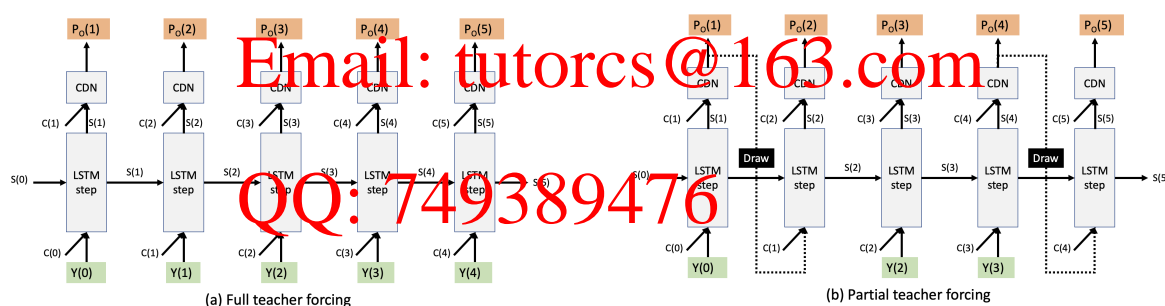 P_O(1) P_O(2) P_O(3) P_O(4) P_O(5) P_O(1) P_O(2) P_O(3) P_O(4) P_O(5)
Email: tutorcs@163.com
CDN CDN CDN CDN CDN CDN CDN CDN CDN CDN
C(1) S(1) C(2) S(2) C(3) S(3) C(4) S(4) C(5) S(5) C(1) S(1) C(2) S(2) C(3) S(3) C(4) S(4) C(5) S(5)
Draw Draw
S(0) LSTM step S(1) LSTM step S(2) LSTM step S(3) LSTM step S(4) LSTM step S(5) S(0) LSTM step LSTM step S(2) LSTM step S(3) LSTM step LSTM step S(5
QQ: 749389476
C(0) C(1) C(2) C(3) C(4) C(0) C(1) C(2) C(3) C(4)
Y(0) Y(1) Y(2) Y(3) Y(4) Y(0) Y(2) Y(3)
(a) Full teacher forcing (b) Partial teacher forcing